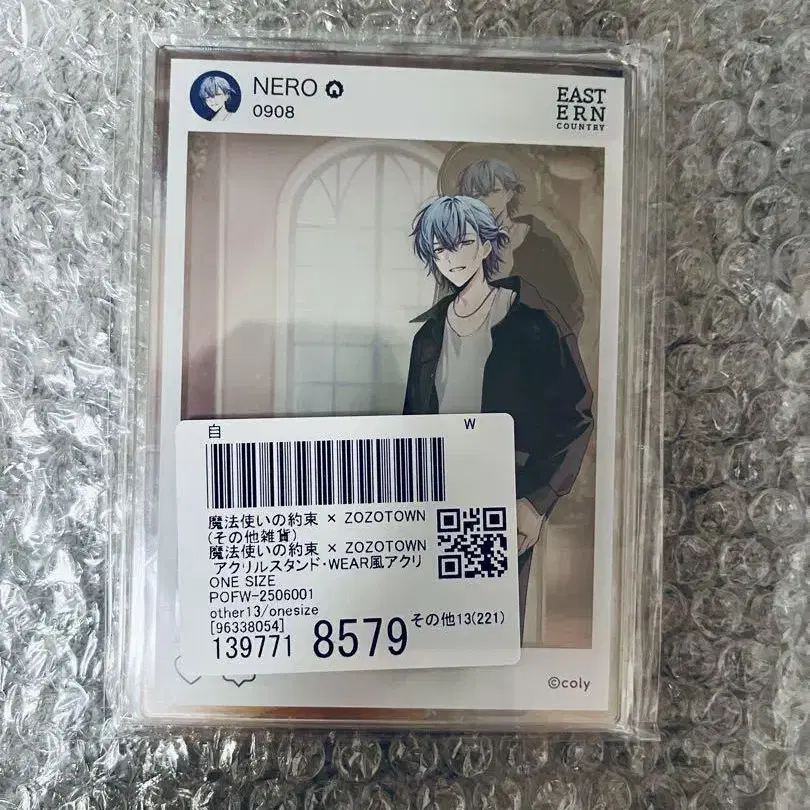 NERO
0908
EAST
ERN
COUNTRY
自
W
魔法使いの約束 × ZOZOTOWN
(その他雑貨)
魔法使いの約束 × ZOZOTOWN
アクリルスタンド・WEAR風アクリ
ONE SIZE
POFW-2506001
other13/onesize
[96338054]
その他13(221)
139771 8579
©coly